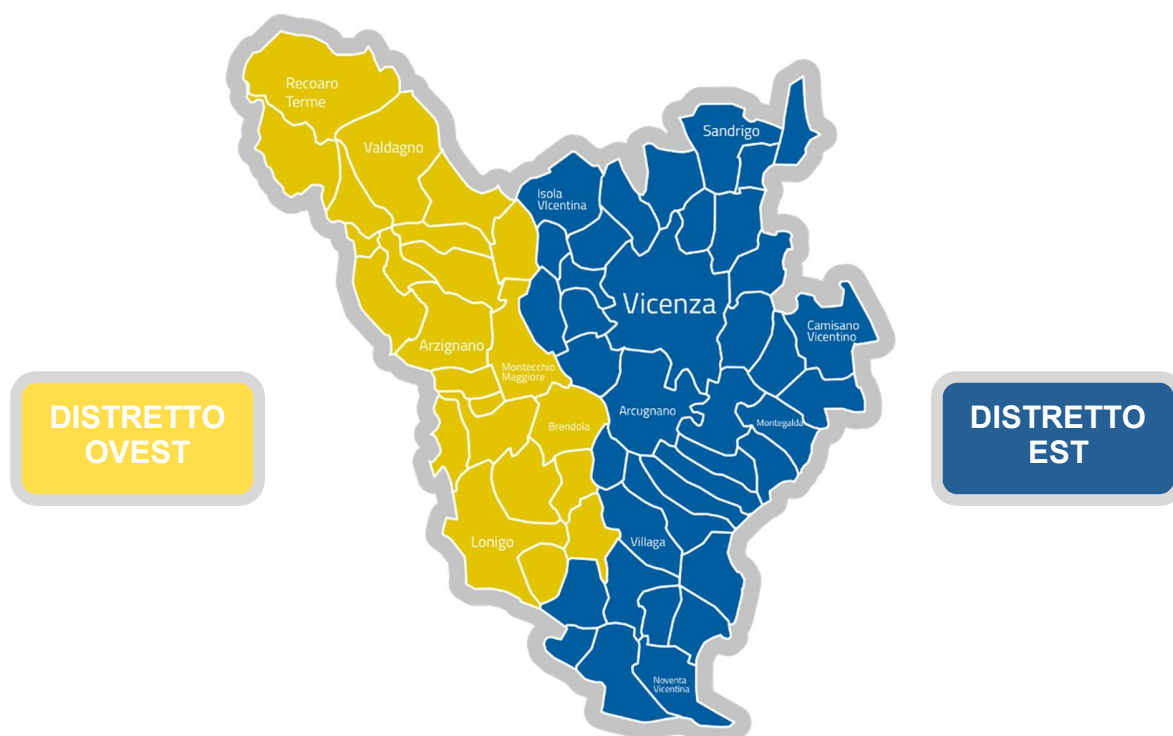 Recoaro
Terme
Sandrigo
Valdagno
Isola
VIcentina
Vicenza
Camisano
Vicentino
Arzignano
Montecchio
Maggiore
DISTRETTO
OVEST
Arcugnano
DISTRETTO
EST
Brendola
Montegalda
Lonigo
Villaga
Noventa
Vicentina